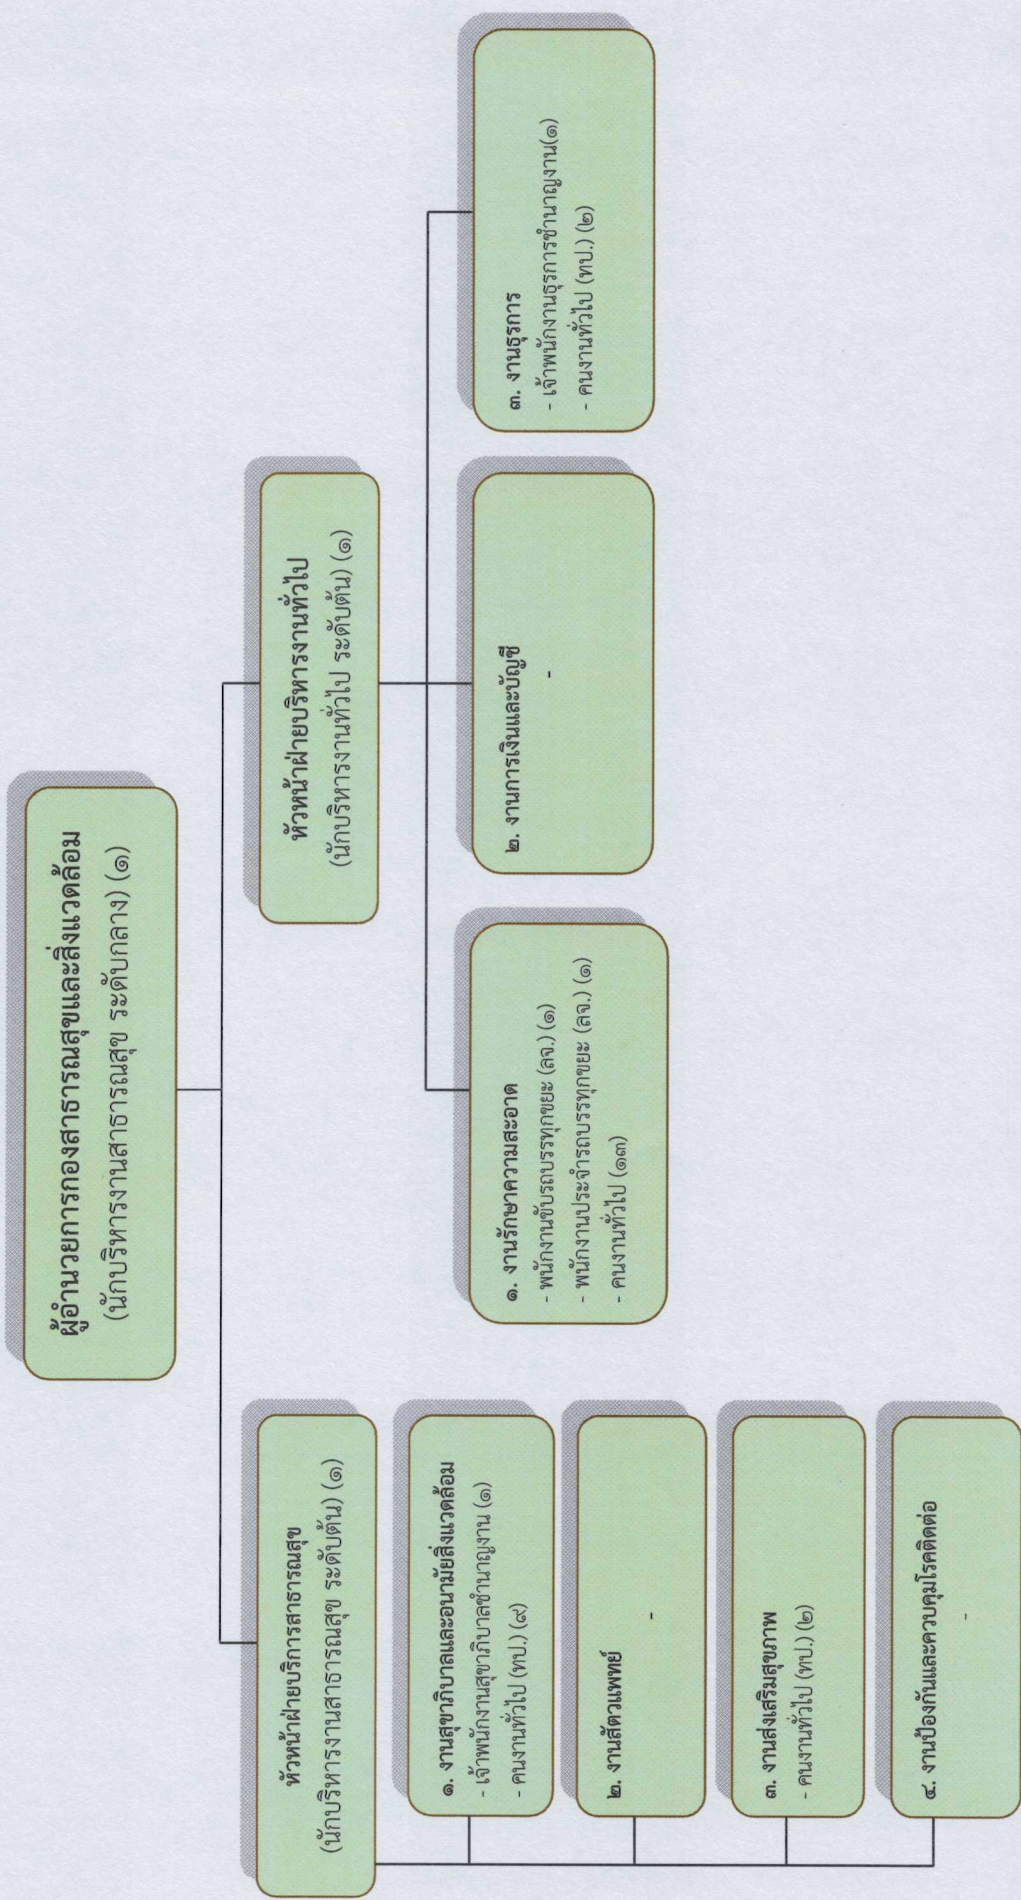 ผู้อำนวยการกองสาธารณสุขและสิ่งแวดล้อม
(นักบริหารงานสาธารณสุข ระดับกลาง) (๑)
หัวหน้าฝ่ายบริการสาธารณสุข
(นักบริหารงานสาธารณสุข ระดับต้น) (๑)
๑. งานสุขาภิบาลและอนามัยสิ่งแวดล้อม
- เจ้าพนักงานสุขาภิบาลชำนาญงาน (๑)
- คนงานทั่วไป (ทป.) (๙)
๒. งานสัตวแพทย์
-
๓. งานส่งเสริมสุขภาพ
- คนงานทั่วไป (ทป.) (๒)
๔. งานป้องกันและควบคุมโรคติดต่อ
-
หัวหน้าฝ่ายบริหารงานทั่วไป
(นักบริหารงานทั่วไป ระดับต้น) (๑)
๑. งานรักษาความสะอาด
- พนักงานขับรถบรรทุกขยะ (ลจ.) (๑)
- พนักงานประจำรถบรรทุกขยะ (ลจ.) (๑)
- คนงานทั่วไป (๑๓)
๒. งานการเงินและบัญชี
-
๓. งานธุรการ
- เจ้าพนักงานธุรการชำนาญงาน(๑)
- คนงานทั่วไป (ทป.) (๒)